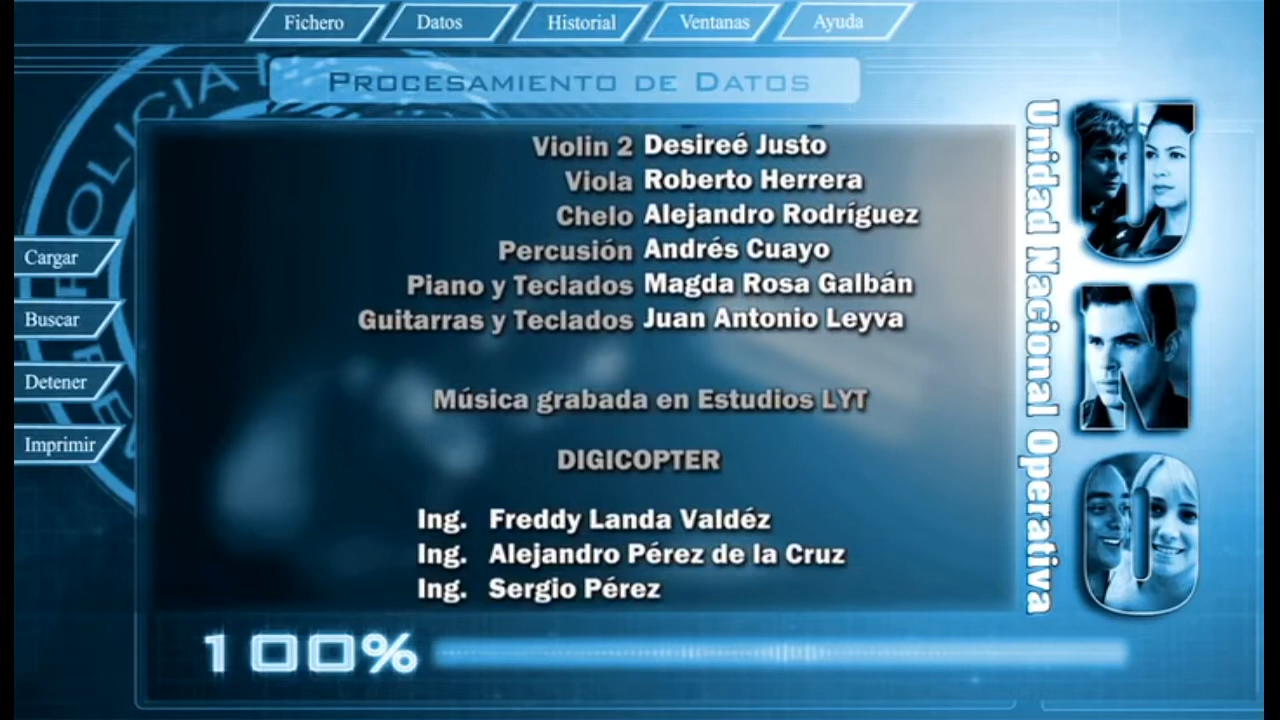 Fichero
Datos
Historial
Ventanas
Ayuda
PROCESAMIENTO DE DATOS
Violin 2 Desireé Justo
Viola Roberto Herrera
Chelo Alejandro Rodríguez
Percusión Andrés Cuayo
Piano y Teclados Magda Rosa Galbán
Guitarras y Teclados Juan Antonio Leyva
Música grabada en Estudios LYT
DIGICOPTER
Ing. Freddy Landa Valdéz
Ing. Alejandro Pérez de la Cruz
Ing. Sergio Pérez
100%
Cargar
Buscar
Detener
Imprimir
Unidad Nacional Operativa
UNO
POLICIA